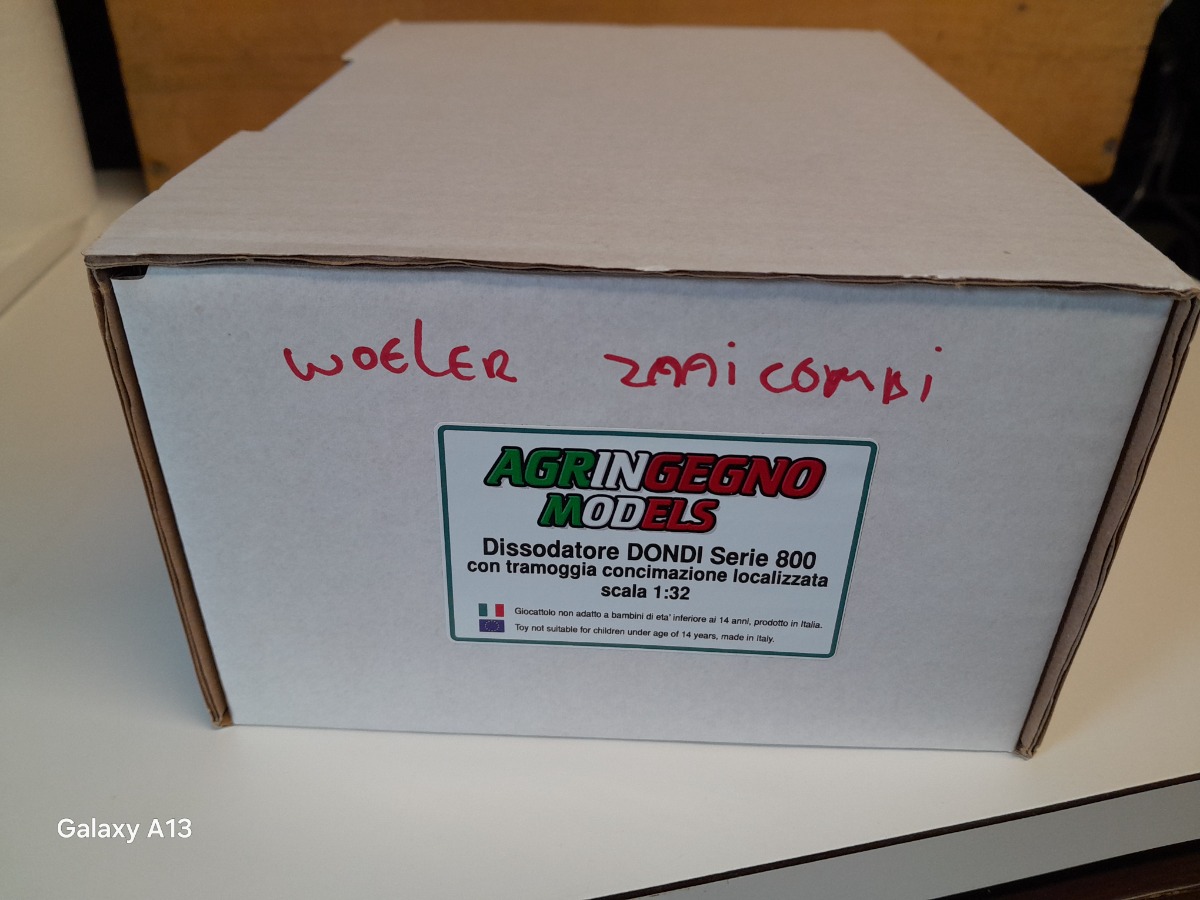 WOELER ZAAiCOMBi
AGRINGEGNO
MODELS
Dissodatore DONDI Serie 800
con tramoggia concimazione localizzata
scala 1:32
Giocattolo non adatto a bambini di eta' inferiore ai 14 anni, prodotto in Italia.
Toy not suitable for children under age of 14 years, made in Italy.
Galaxy A13